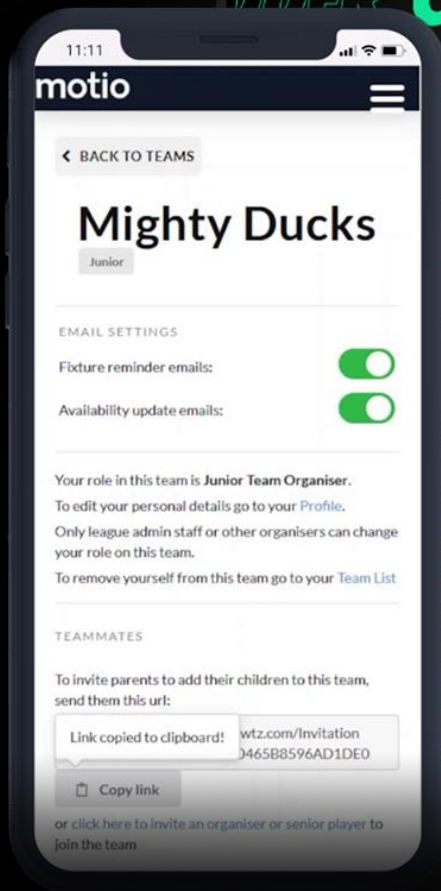 11:11
motio
BACK TO TEAMS
Mighty Ducks
Junior
EMAIL SETTINGS
Fixture reminder emails:
Availability update emails:
Your role in this team is Junior Team Organiser.
To edit your personal details go to your Profile.
Only league admin staff or other organisers can change
your role on this team.
To remove yourself from this team go to your Team List
TEAMMATES
To invite parents to add their children to this team,
send them this url:
Link copied to clipboard!
wtz.com/Invitation
0465B8596AD1DE0
Copy link
or click here to invite an organiser or senior player to
join the team